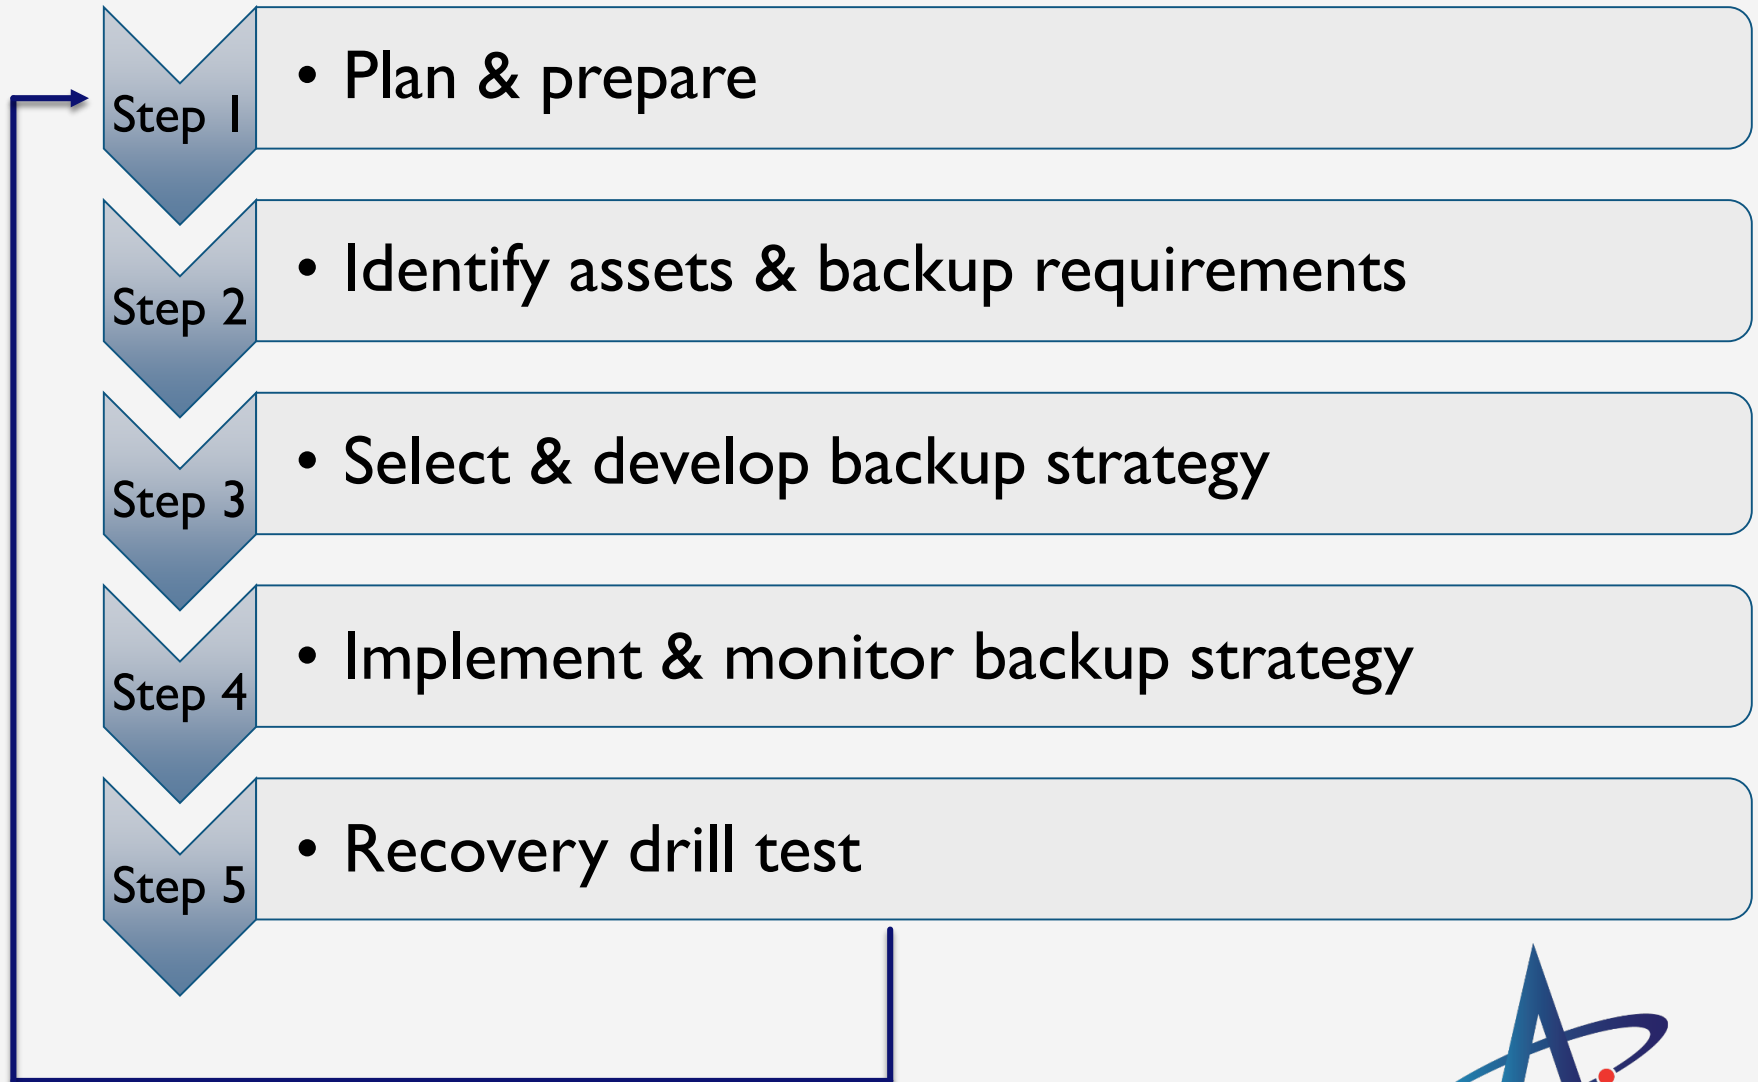 Step 1
• Plan & prepare
Step 2
• Identify assets & backup requirements
Step 3
• Select & develop backup strategy
Step 4
• Implement & monitor backup strategy
Step 5
• Recovery drill test